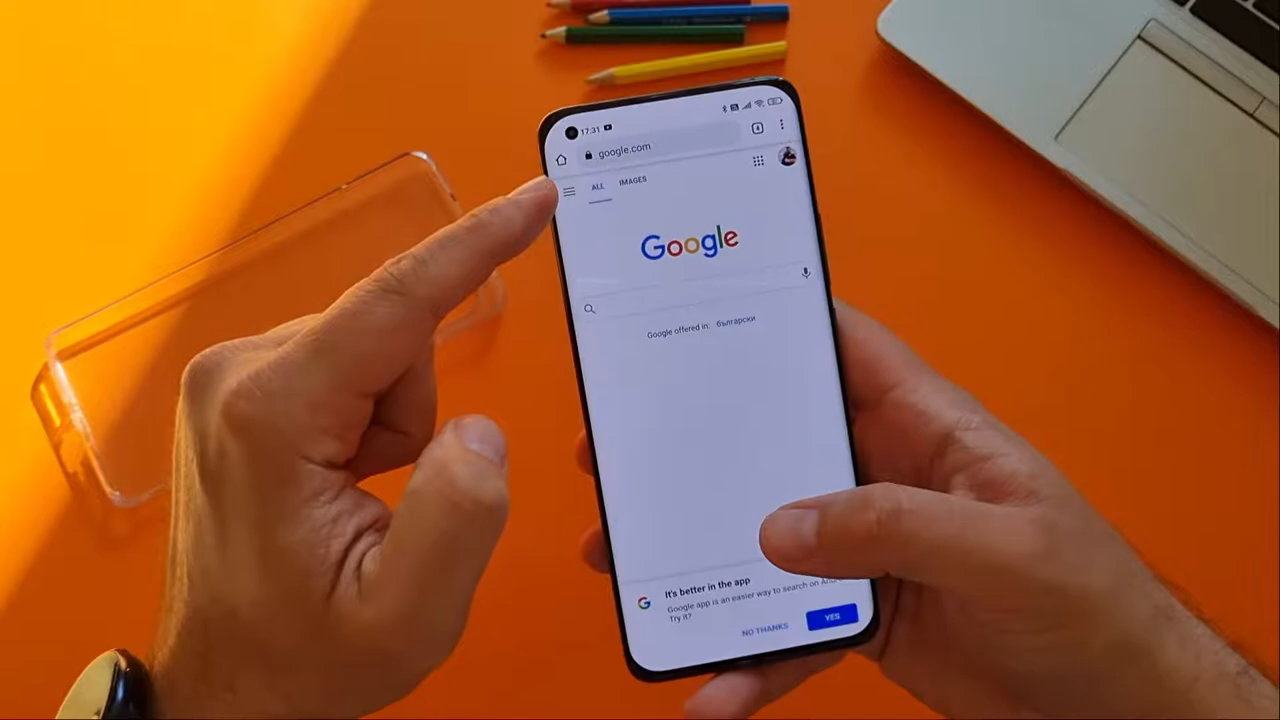 17:31
google.com
ALL IMAGES
Google
Google offered in: български
It's better in the app
Google app is an easier way to search on
Try it?
NO THANKS YES